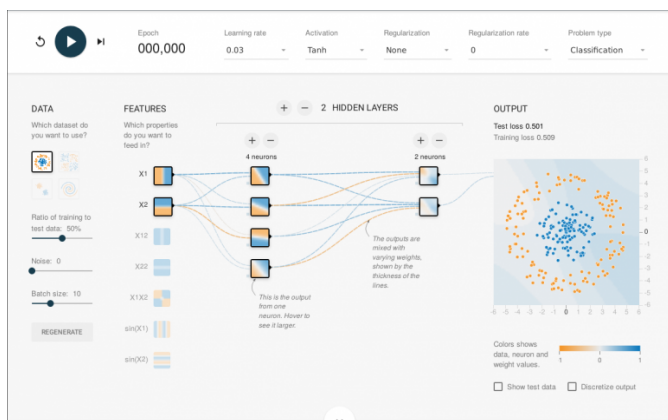 Epoch
000,000
Learning rate
0.03
Activation
Tanh
Regularization
None
Regularization rate
0
Problem type
Classification
DATA
Which dataset do
you want to use?
Ratio of training to
test data: 50%
Noise: 0
Batch size: 10
REGENERATE
FEATURES
Which properties
do you want to
feed in?
X1
X2
X12
X22
X1X2
sin(X1)
sin(X2)
+ − 2 HIDDEN LAYERS
+ −
4 neurons
+ −
2 neurons
This is the output
from one
neuron. Hover to
see it larger.
The outputs are
mixed with
varying weights,
shown by the
thickness of the
lines.
OUTPUT
Test loss 0.501
Training loss 0.509
6
5
4
3
2
1
0
-1
-2
-3
-4
-5
-6
-6 -5 -4 -3 -2 -1 0 1 2 3 4 5 6
Colors shows
data, neuron and
weight values.
1 0 1
Show test data
Discretize output